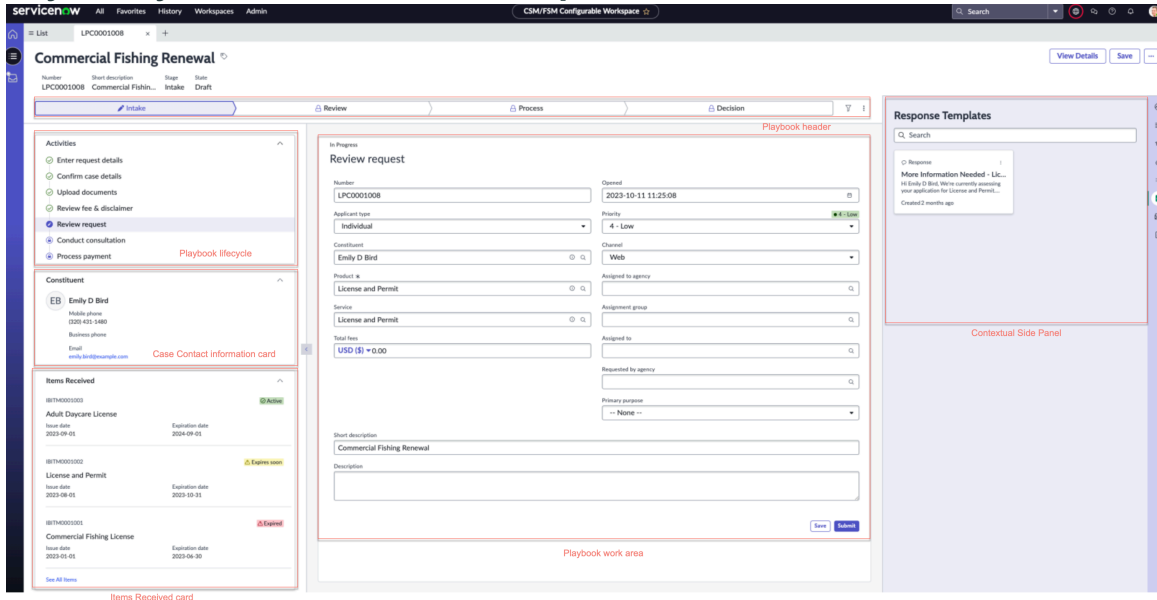 servicenow All Favorites History Workspaces Admin CSM/FSM Configurable Workspace Search
List LPC0001008
Commercial Fishing Renewal View Details Save
Number Short description Stage State
LPC0001008 Commercial Fishin... Intake Draft
Intake Review Process Decision
Playbook header
Activities
Enter request details
Confirm case details
Upload documents
Review fee & disclaimer
Review request
Conduct consultation
Process payment
Playbook lifecycle
Constituent
EB Emily D Bird
Mobile phone
(320) 431-1480
Business phone
Email
emily.bird@example.com
Case Contact information card
Items Received
IBITM0001003 Active
Adult Daycare License
Issue date Expiration date
2023-09-01 2024-09-01
IBITM0001002 Expires soon
License and Permit
Issue date Expiration date
2023-08-01 2023-10-31
IBITM0001001 Expired
Commercial Fishing License
Issue date Expiration date
2023-01-01 2023-06-30
See All Items
Items Received card
In Progress
Review request
Number Opened
LPC0001008 2023-10-11 11:25:08
Applicant type Priority 4 - Low
Individual 4 - Low
Constituent Channel
Emily D Bird Web
Product Assigned to agency
License and Permit
Service Assignment group
License and Permit
Total fees Assigned to
USD ($) 0.00
Requested by agency
Primary purpose
-- None --
Short description
Commercial Fishing Renewal
Description
Save Submit
Playbook work area
Response Templates
Search
Response
More Information Needed - Lic...
Hi Emily D Bird, We're currently assessing
your application for License and Permit,...
Created 2 months ago
Contextual Side Panel